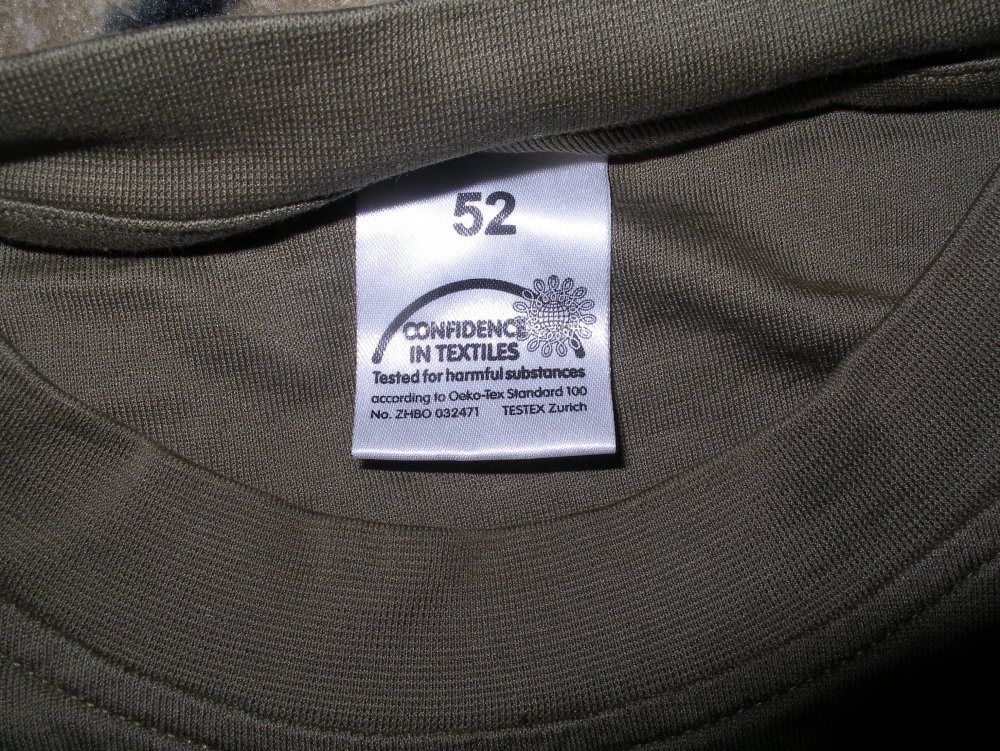 52
CONFIDENCE
IN TEXTILES
Tested for harmful substances
according to Oeko-Tex Standard 100
No. ZHBO 032471 TESTEX Zurich